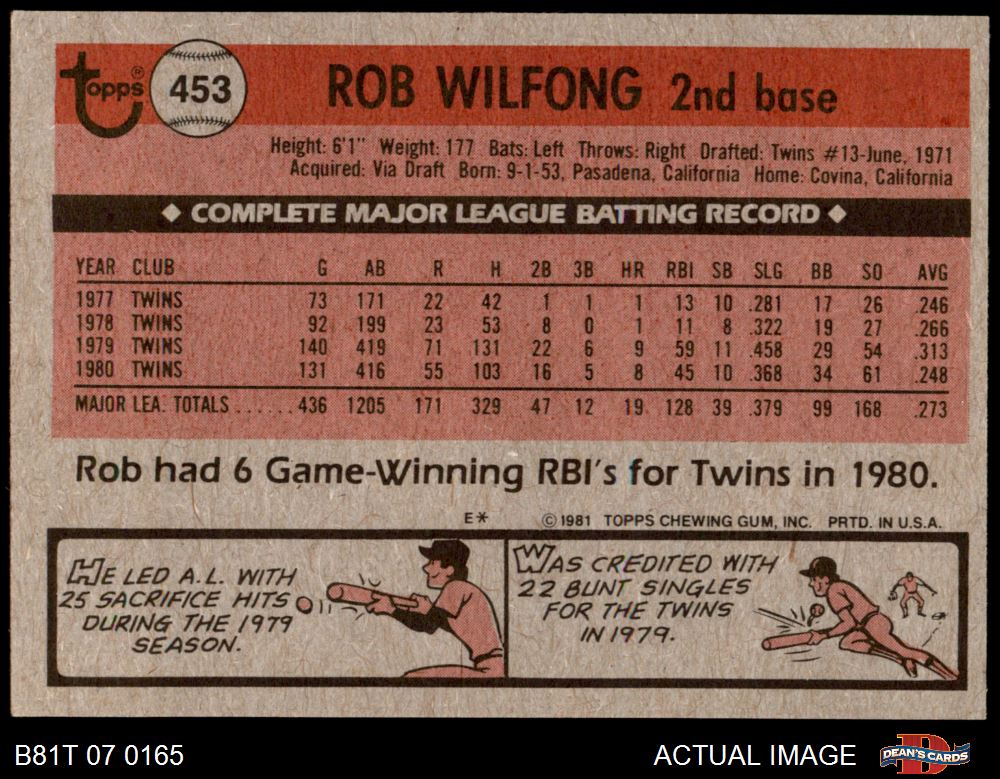 Topps® 453 ROB WILFONG 2nd base
Height: 6'1" Weight: 177 Bats: Left Throws: Right Drafted: Twins #13-June, 1971
Acquired: Via Draft Born: 9-1-53, Pasadena, California Home: Covina, California
◆ COMPLETE MAJOR LEAGUE BATTING RECORD ◆
YEAR CLUB G AB R H 2B 3B HR RBI SB SLG BB SO AVG
1977 TWINS 73 171 22 42 1 1 1 13 10 .281 17 26 .246
1978 TWINS 92 199 23 53 8 0 1 11 8 .322 19 27 .266
1979 TWINS 140 419 71 131 22 6 9 59 11 .458 29 54 .313
1980 TWINS 131 416 55 103 16 5 8 45 10 .368 34 61 .248
MAJOR LEA. TOTALS ......436 1205 171 329 47 12 19 128 39 .379 99 168 .273
Rob had 6 Game-Winning RBI's for Twins in 1980.
E* © 1981 TOPPS CHEWING GUM, INC. PRTD. IN U.S.A.
HE LED A.L. WITH
25 SACRIFICE HITS
DURING THE 1979
SEASON.
WAS CREDITED WITH
22 BUNT SINGLES
FOR THE TWINS
IN 1979.
B81T 07 0165 ACTUAL IMAGE DEAN'S CARDS